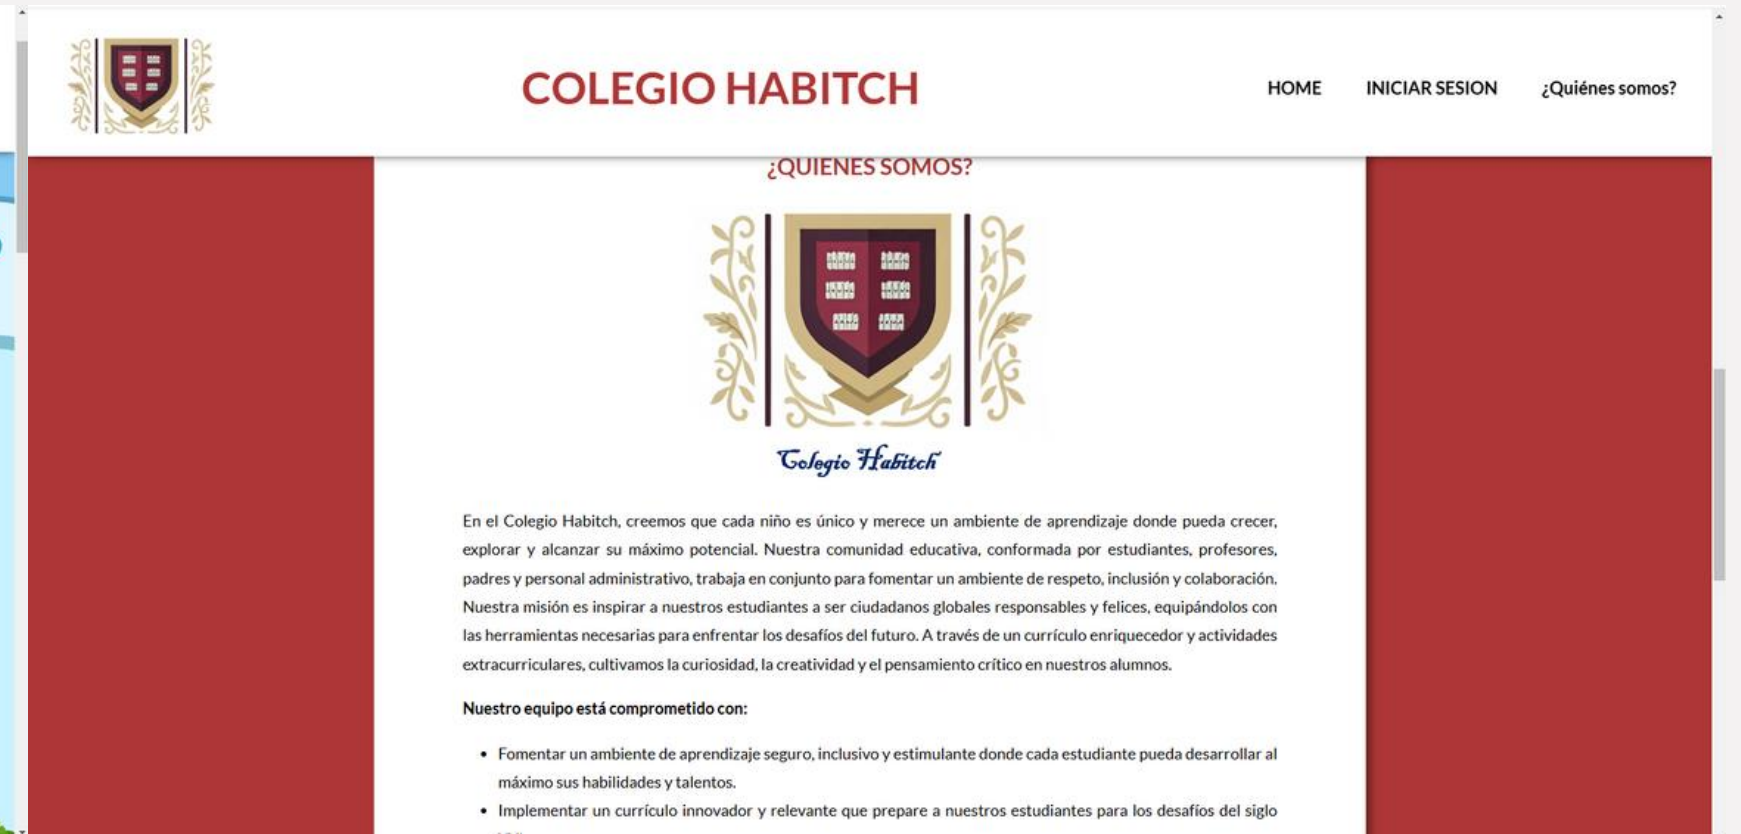 COLEGIO HABITCH
HOME
INICIAR SESION
¿Quiénes somos?
¿QUIENES SOMOS?
Colegio Habitch
En el Colegio Habitch, creemos que cada niño es único y merece un ambiente de aprendizaje donde pueda crecer,
explorar y alcanzar su máximo potencial. Nuestra comunidad educativa, conformada por estudiantes, profesores,
padres y personal administrativo, trabaja en conjunto para fomentar un ambiente de respeto, inclusión y colaboración.
Nuestra misión es inspirar a nuestros estudiantes a ser ciudadanos globales responsables y felices, equipándolos con
las herramientas necesarias para enfrentar los desafíos del futuro. A través de un currículo enriquecedor y actividades
extracurriculares, cultivamos la curiosidad, la creatividad y el pensamiento crítico en nuestros alumnos.
Nuestro equipo está comprometido con:
• Fomentar un ambiente de aprendizaje seguro, inclusivo y estimulante donde cada estudiante pueda desarrollar al
máximo sus habilidades y talentos.
• Implementar un currículo innovador y relevante que prepare a nuestros estudiantes para los desafíos del siglo